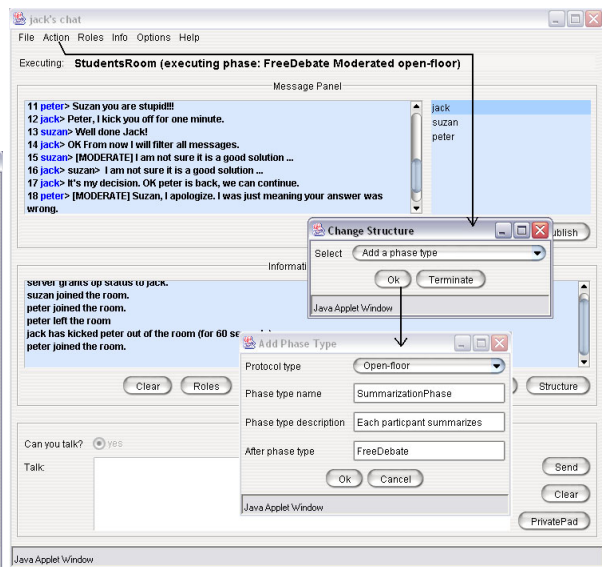 jack's chat
File Action Roles Info Options Help
Executing: StudentsRoom (executing phase: FreeDebate Moderated open-floor)
Message Panel
11 peter> Suzan you are stupid!!!
12 jack> Peter, I kick you off for one minute.
13 suzan> Well done Jack!
14 jack> OK From now I will filter all messages.
15 suzan> [MODERATE] I am not sure it is a good solution ...
16 jack> suzan> I am not sure it is a good solution ...
17 jack> It's my decision. OK peter is back, we can continue.
18 peter> [MODERATE] Suzan, I apologize. I was just meaning your answer was
wrong.
jack
suzan
peter
Change Structure
Select Add a phase type
Ok Terminate
Java Applet Window
server grants op status to jack.
suzan joined the room.
peter joined the room.
peter left the room
jack has kicked peter out of the room (for 60
peter joined the room.
Clear Roles Structure
Add Phase Type
Protocol type Open-floor
Phase type name SummarizationPhase
Phase type description Each particpant summarizes
After phase type FreeDebate
Ok Cancel
Java Applet Window
Can you talk? yes
Talk:
Send
Clear
PrivatePad
Java Applet Window